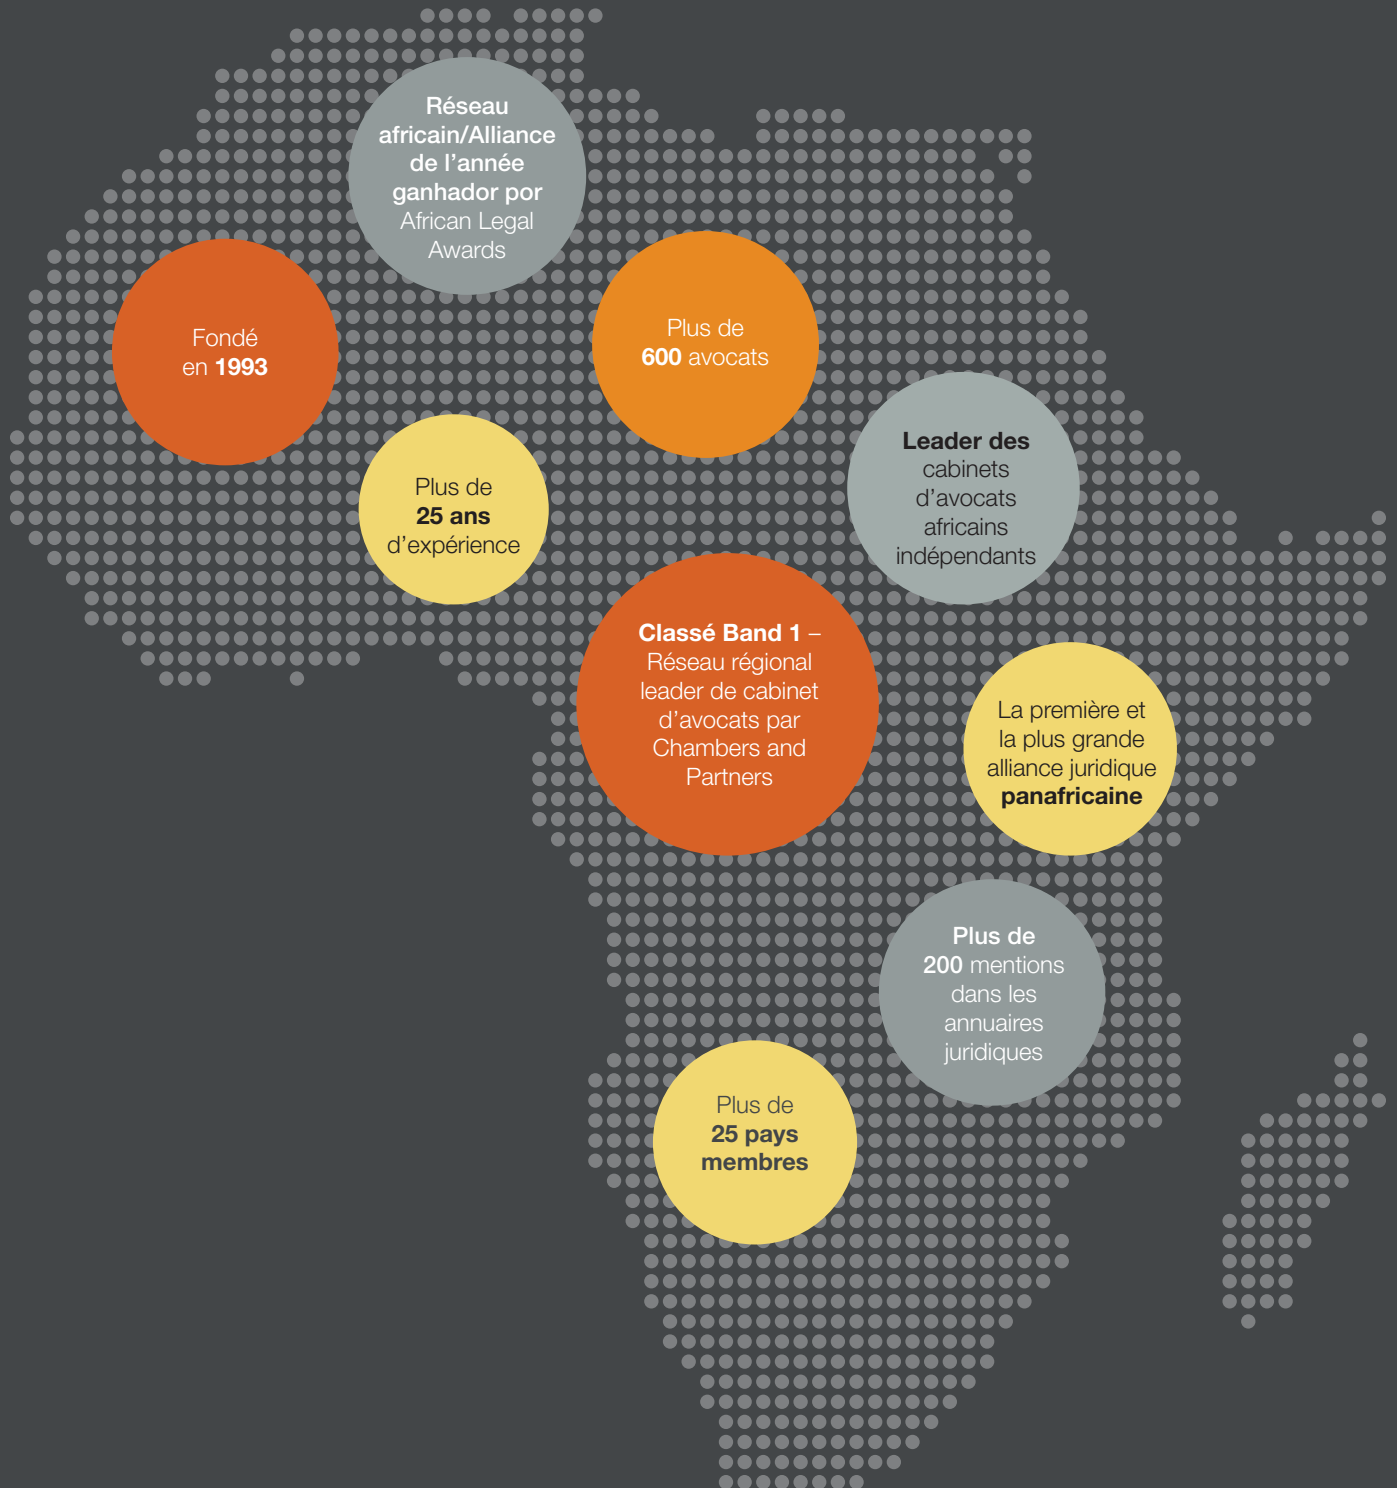 Réseau
africain/Alliance
de l’année
ganhador por
African Legal
Awards
Fondé
en 1993
Plus de
600 avocats
Plus de
25 ans
d’expérience
Leader des
cabinets
d’avocats
africains
indépendants
Classé Band 1 –
Réseau régional
leader de cabinet
d’avocats par
Chambers and
Partners
La première et
la plus grande
alliance juridique
panafricaine
Plus de
200 mentions
dans les
annuaires
juridiques
Plus de
25 pays
membres